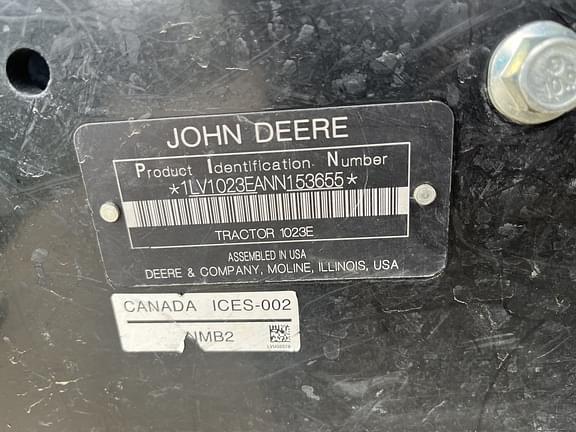 JOHN DEERE
Product Identification Number
*1LV1023EANN153655*
TRACTOR 1023E
ASSEMBLED IN USA
DEERE & COMPANY, MOLINE, ILLINOIS, USA
CANADA ICES-002
NMB2